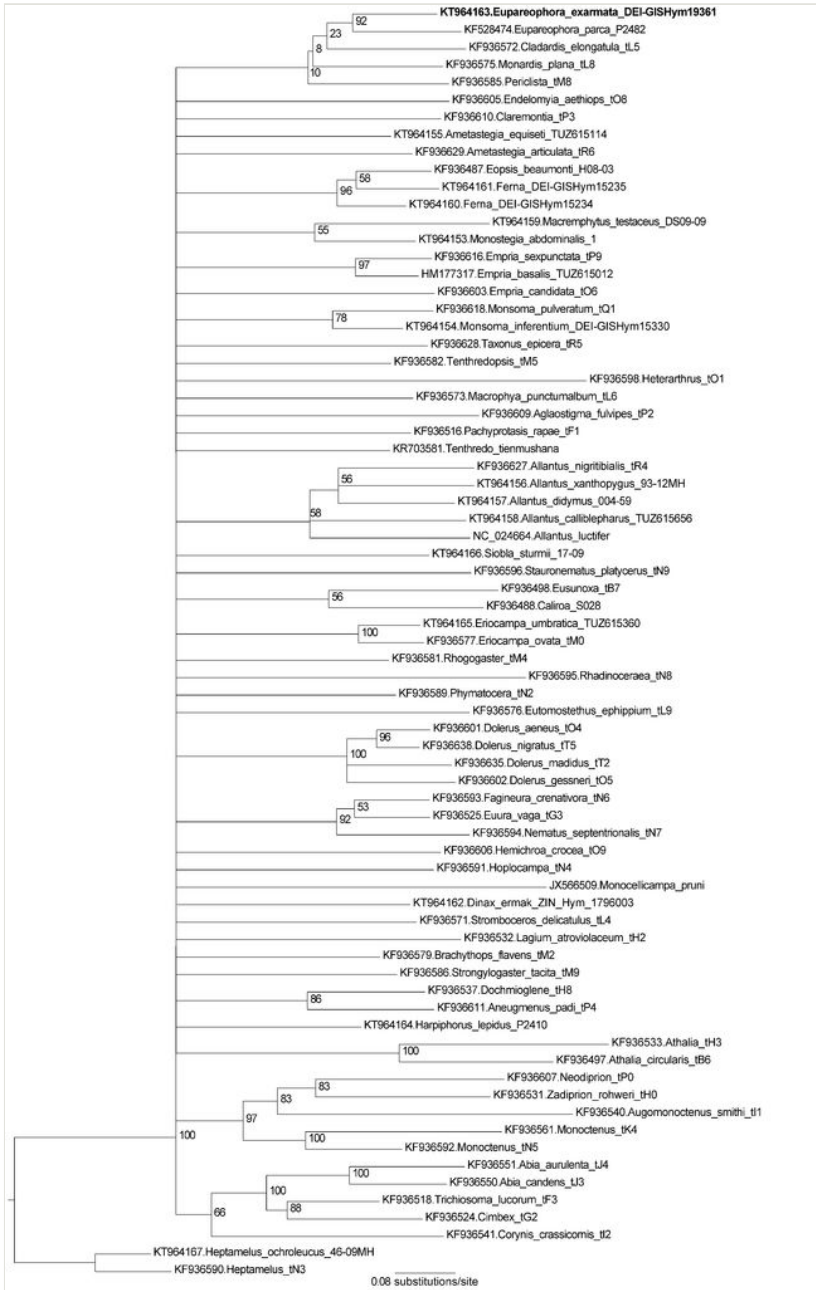 KT964163.Eupareophora_exarmata_DEI-GISHym19361
92
KF528474.Eupareophora_parca_P2482
23
KF936572.Cladardis_elongatula_tL5
8
KF936575.Monardis_plana_tL8
10
KF936585.Periclista_tM8
KF936605.Endelomyia_aethiops_tO8
KF936610.Claremontia_tP3
KT964155.Ametastegia_equiseti_TUZ615114
KF936629.Ametastegia_articulata_tR6
KF936487.Eopsis_beaumonti_H08-03
58
KT964161.Ferna_DEI-GISHym15235
96
KT964160.Ferna_DEI-GISHym15234
KT964159.Macremphytus_testaceus_DS09-09
55
KT964153.Monostegia_abdominalis_1
KF936616.Empria_sexpunctata_tP9
97
HM177317.Empria_basalis_TUZ615012
KF936603.Empria_candidata_tO6
KF936618.Monsoma_pulveratum_tQ1
78
KT964154.Monsoma_inferentium_DEI-GISHym15330
KF936628.Taxonus_epicera_tR5
KF936582.Tenthredopsis_tM5
KF936598.Heterarthrus_tO1
KF936573.Macrophya_punctumalbum_tL6
KF936609.Aglaostigma_fulvipes_tP2
KF936516.Pachyprotasis_rapae_tF1
KR703581.Tenthredo_tienmushana
KF936627.Allantus_nigritibialis_tR4
56
KT964156.Allantus_xanthopygus_93-12MH
KT964157.Allantus_didymus_004-59
58
KT964158.Allantus_calliblepharus_TUZ615656
NC_024664.Allantus_luctifer
KT964166.Siobla_sturmii_17-09
KF936596.Stauronematus_platycerus_tN9
KF936498.Eusunoxa_tB7
56
KF936488.Caliroa_S028
KT964165.Eriocampa_umbratica_TUZ615360
100
KF936577.Eriocampa_ovata_tM0
KF936581.Rhogogaster_tM4
KF936595.Rhadinoceraea_tN8
KF936589.Phymatocera_tN2
KF936576.Eutomostethus_ephippium_tL9
KF936601.Dolerus_aeneus_tO4
96
KF936638.Dolerus_nigratus_tT5
100
KF936635.Dolerus_madidus_tT2
KF936602.Dolerus_gessneri_tO5
KF936593.Fagineura_crenativora_tN6
53
KF936525.Euura_vaga_tG3
92
KF936594.Nematus_septentrionalis_tN7
KF936606.Hemichroa_crocea_tO9
KF936591.Hoplocampa_tN4
JX566509.Monocellicampa_pruni
KT964162.Dinax_ermak_ZIN_Hym_1796003
KF936571.Stromboceros_delicatulus_tL4
KF936532.Lagium_atroviolaceum_tH2
KF936579.Brachythops_flavens_tM2
KF936586.Strongylogaster_tacita_tM9
KF936537.Dochmioglene_tH8
86
KF936611.Aneugmenus_padi_tP4
KT964164.Harpiphorus_lepidus_P2410
KF936533.Athalia_tH3
100
KF936497.Athalia_circularis_tB6
KF936607.Neodiprion_tP0
83
KF936531.Zadiprion_rohweri_tH0
83
KF936540.Augomonoctenus_smithi_tI1
97
KF936561.Monoctenus_tK4
100
KF936592.Monoctenus_tN5
100
KF936551.Abia_aurulenta_tJ4
100
KF936550.Abia_candens_tJ3
100
KF936518.Trichiosoma_lucorum_tF3
88
KF936524.Cimbex_tG2
66
KF936541.Corynis_crassicornis_tI2
KT964167.Heptamelus_ochroleucus_46-09MH
KF936590.Heptamelus_tN3
0.08 substitutions/site